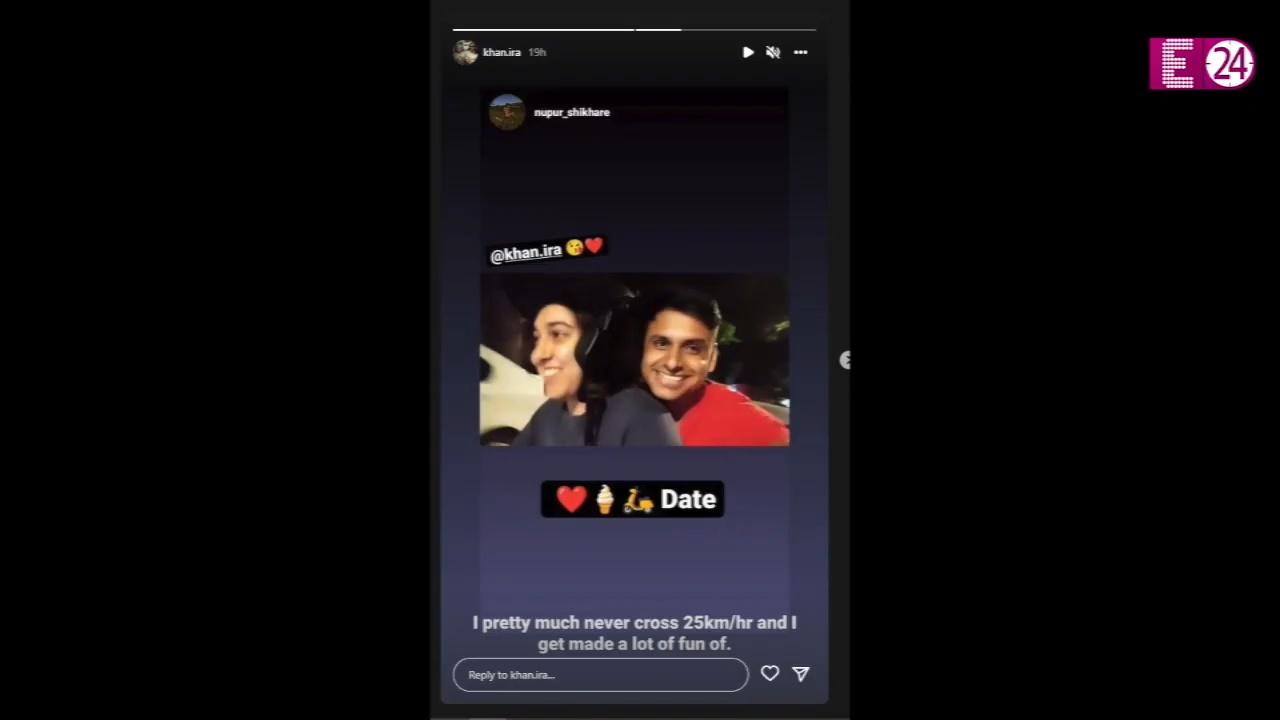 E 24
khan.ira 19h
nupur_shikhare
@khan.ira 😘❤️
❤️🍦🛵 Date
I pretty much never cross 25km/hr and I
get made a lot of fun of.
Reply to khan.ira...